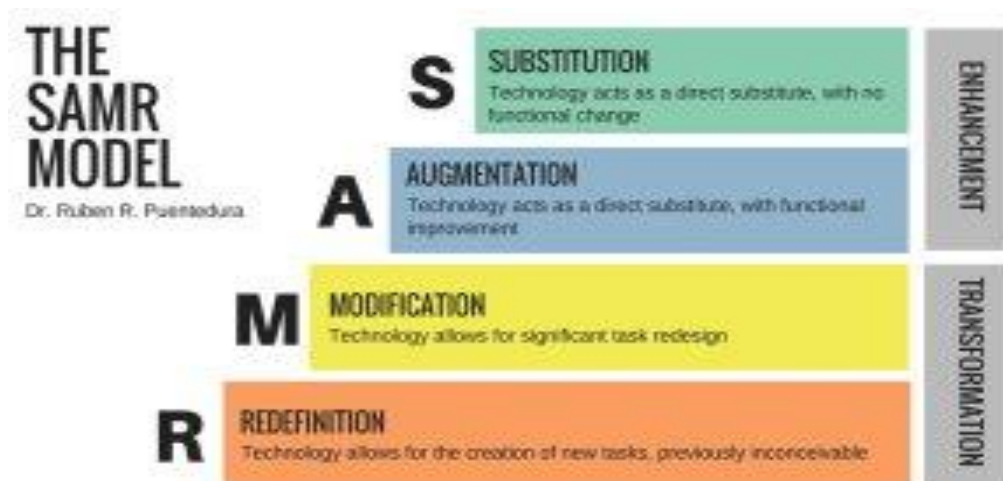 THE
SAMR
MODEL
Dr. Ruben R. Puentedura
S
SUBSTITUTION
Technology acts as a direct substitute, with no
functional change
A
AUGMENTATION
Technology acts as a direct substitute, with functional
improvement
ENHANCEMENT
M
MODIFICATION
Technology allows for significant task redesign
R
REDEFINITION
Technology allows for the creation of new tasks, previously inconceivable
TRANSFORMATION